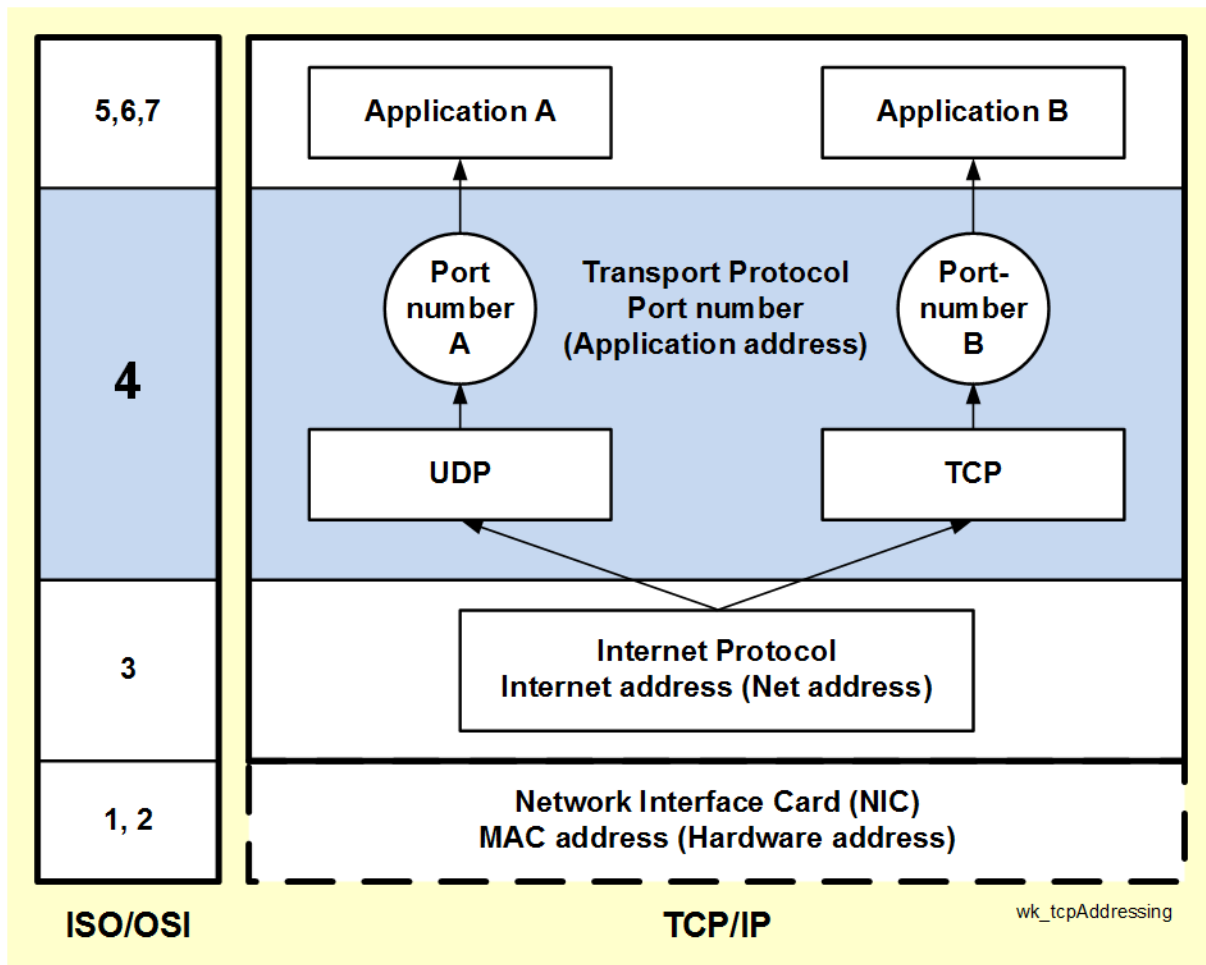 5,6,7
Application A
Application B
4
Port
number
A
Transport Protocol
Port number
(Application address)
Port-
number
B
UDP
TCP
3
Internet Protocol
Internet address (Net address)
1, 2
Network Interface Card (NIC)
MAC address (Hardware address)
ISO/OSI
TCP/IP
wk_tcpAddressing